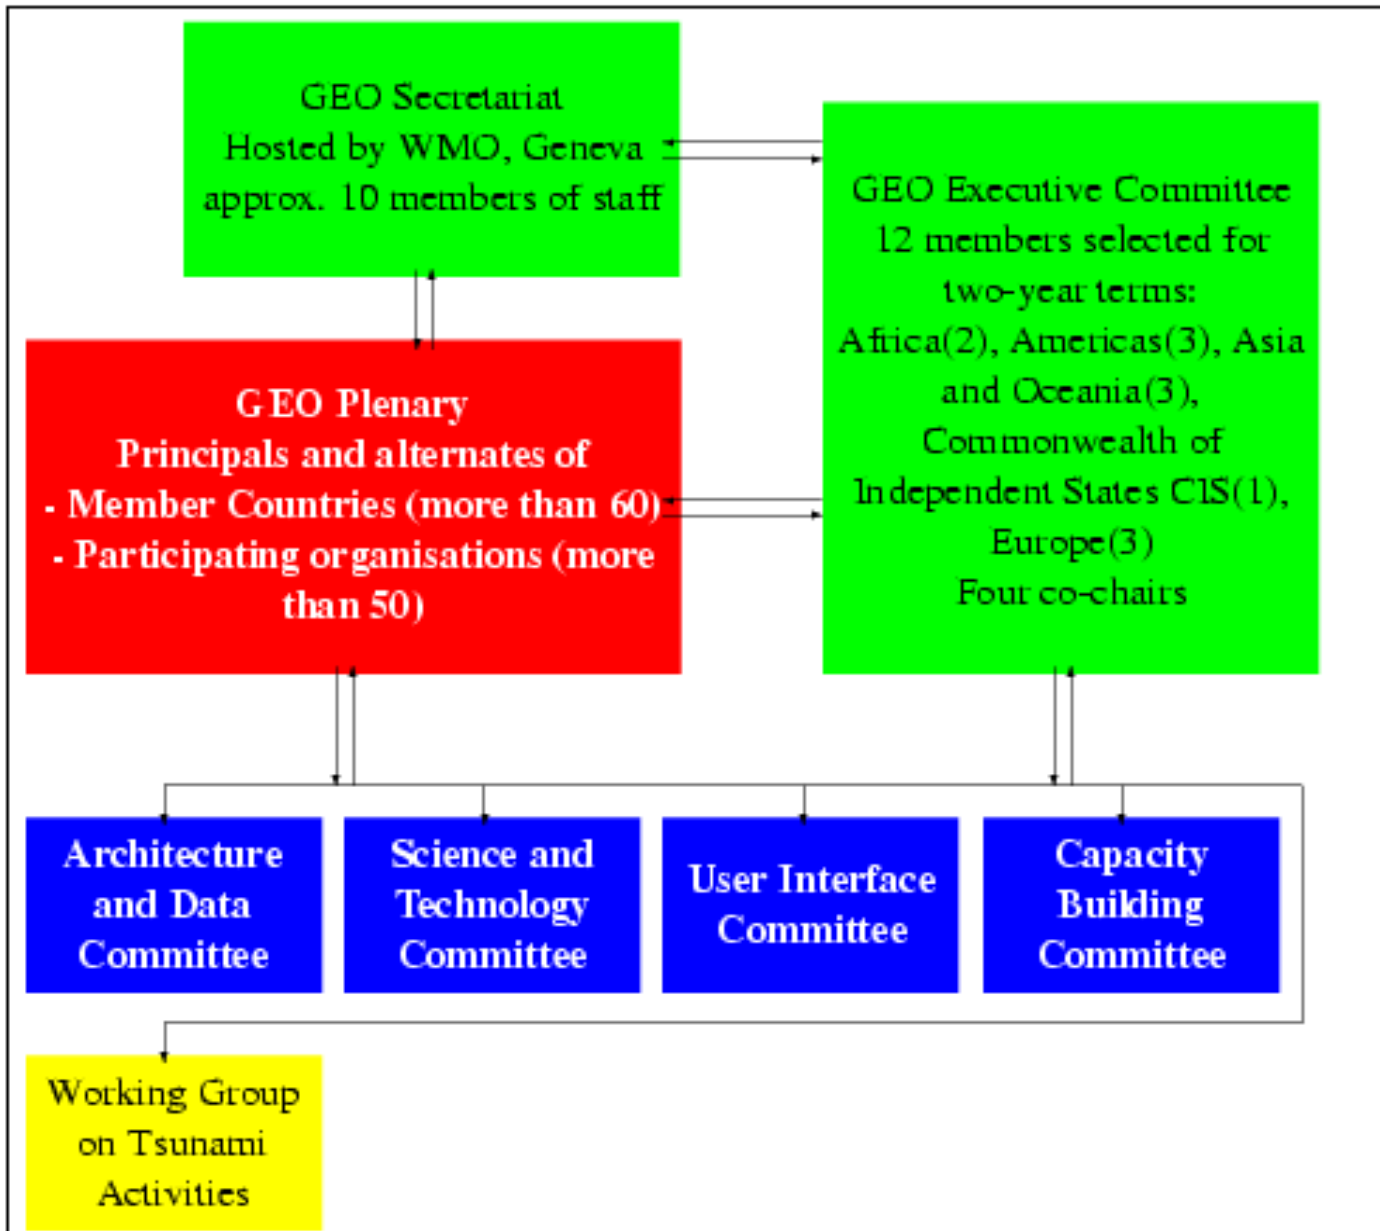 GEO Secretariat
Hosted by WMO, Geneva
approx. 10 members of staff
GEO Executive Committee
12 members selected for
two-year terms:
Africa(2), Americas(3), Asia
and Oceania(3),
Commonwealth of
Independent States CIS(1),
Europe(3)
Four co-chairs
GEO Plenary
Principals and alternates of
- Member Countries (more than 60)
- Participating organisations (more
than 50)
Architecture
and Data
Committee
Science and
Technology
Committee
User Interface
Committee
Capacity
Building
Committee
Working Group
on Tsunami
Activities